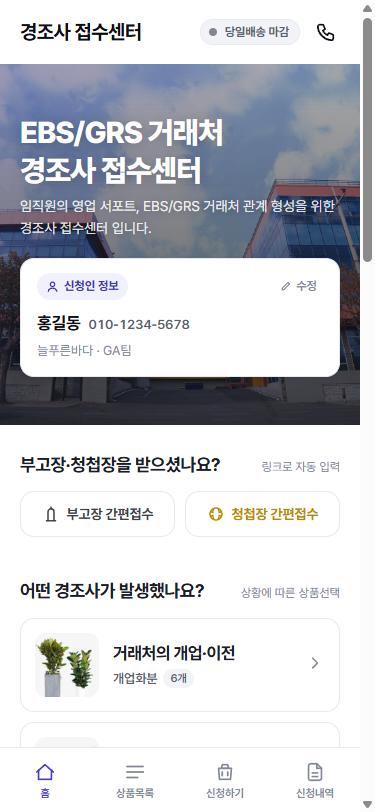 경조사 접수센터
당일배송 마감
EBS/GRS 거래처
경조사 접수센터
임직원의 영업 서포트, EBS/GRS 거래처 관계 형성을 위한
경조사 접수센터 입니다.
신청인 정보
수정
홍길동 010-1234-5678
늘푸른바다 · GA팀
부고장·청첩장을 받으셨나요?
링크로 자동 입력
부고장 간편접수
청첩장 간편접수
어떤 경조사가 발생했나요?
상황에 따른 상품선택
거래처의 개업·이전
개업화분 6개
홈
상품목록
신청하기
신청내역